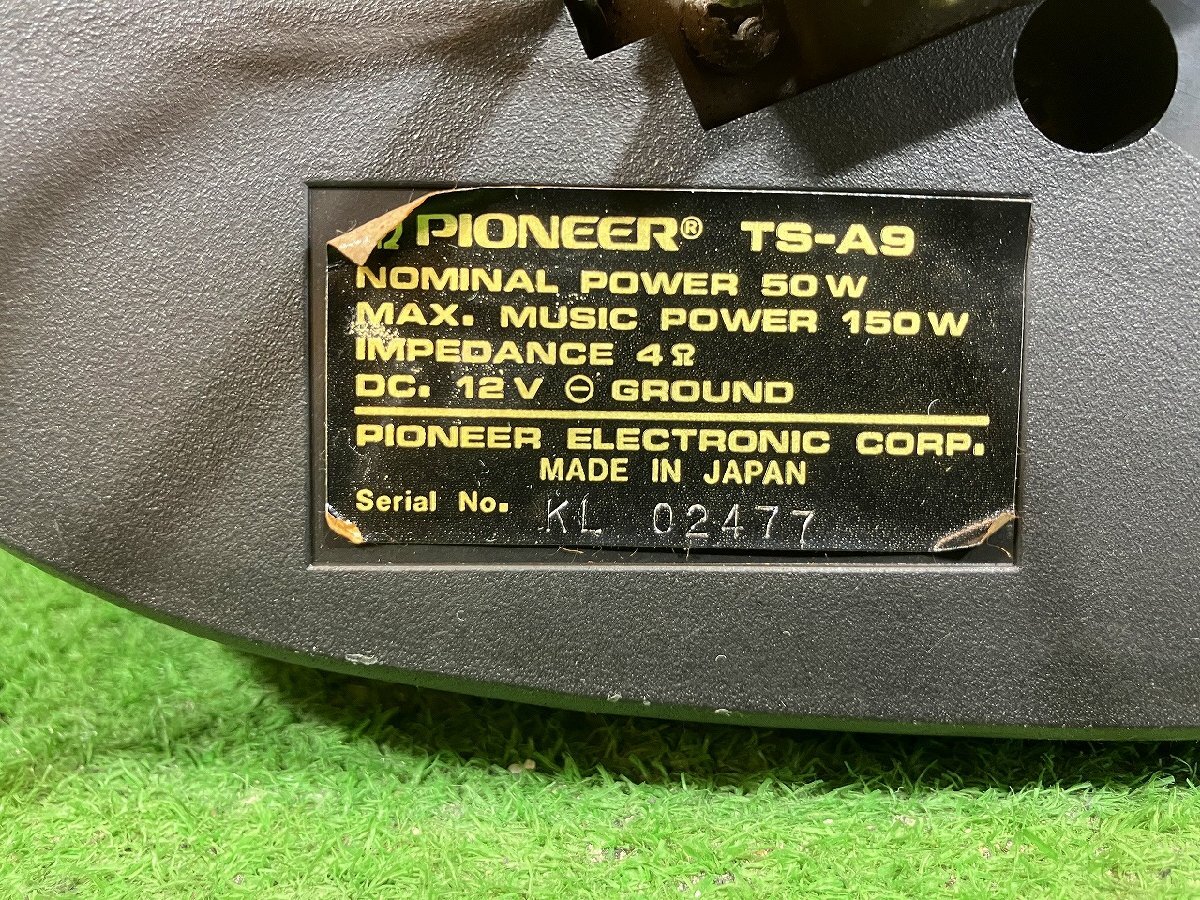 PIONEER® TS-A9
NOMINAL POWER 50W
MAX. MUSIC POWER 150W
IMPEDANCE 4Ω
DC. 12V ⊖ GROUND
PIONEER ELECTRONIC CORP.
MADE IN JAPAN
Serial No. KL 02477